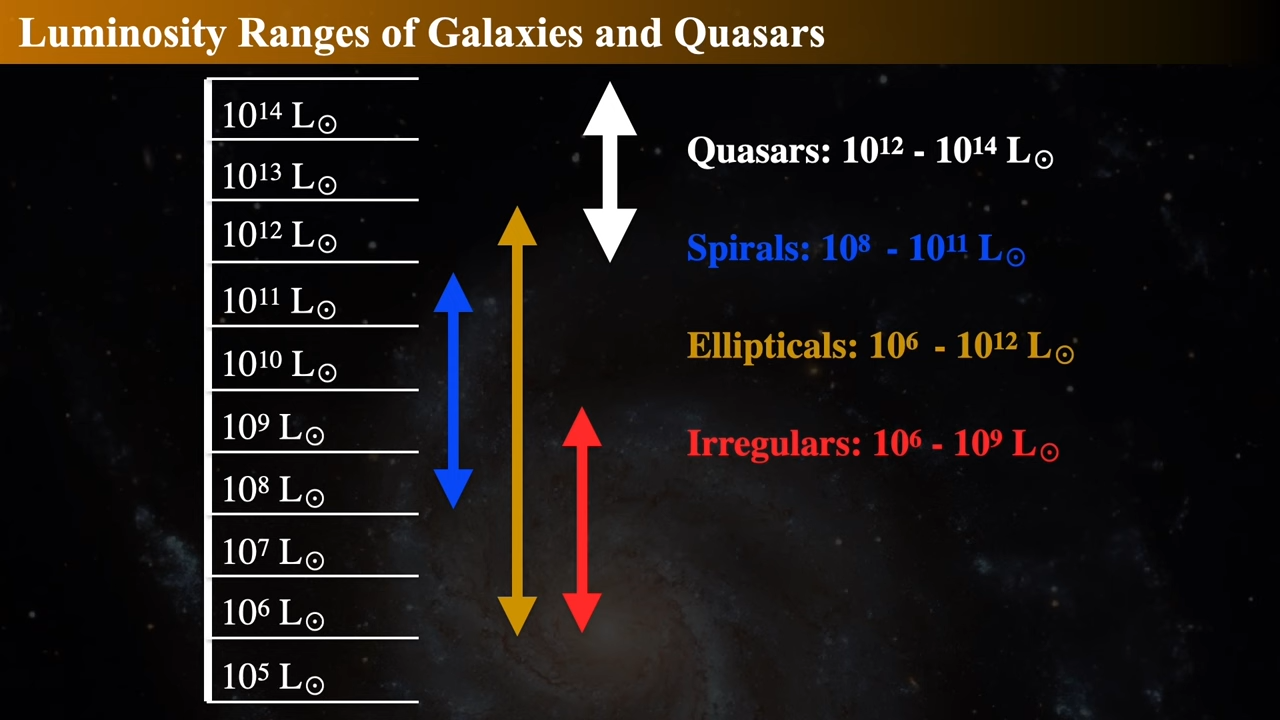 Luminosity Ranges of Galaxies and Quasars
10¹⁴ L☉
10¹³ L☉
10¹² L☉
10¹¹ L☉
10¹⁰ L☉
10⁹ L☉
10⁸ L☉
10⁷ L☉
10⁶ L☉
10⁵ L☉
Quasars: 10¹² - 10¹⁴ L☉
Spirals: 10⁸ - 10¹¹ L☉
Ellipticals: 10⁶ - 10¹² L☉
Irregulars: 10⁶ - 10⁹ L☉